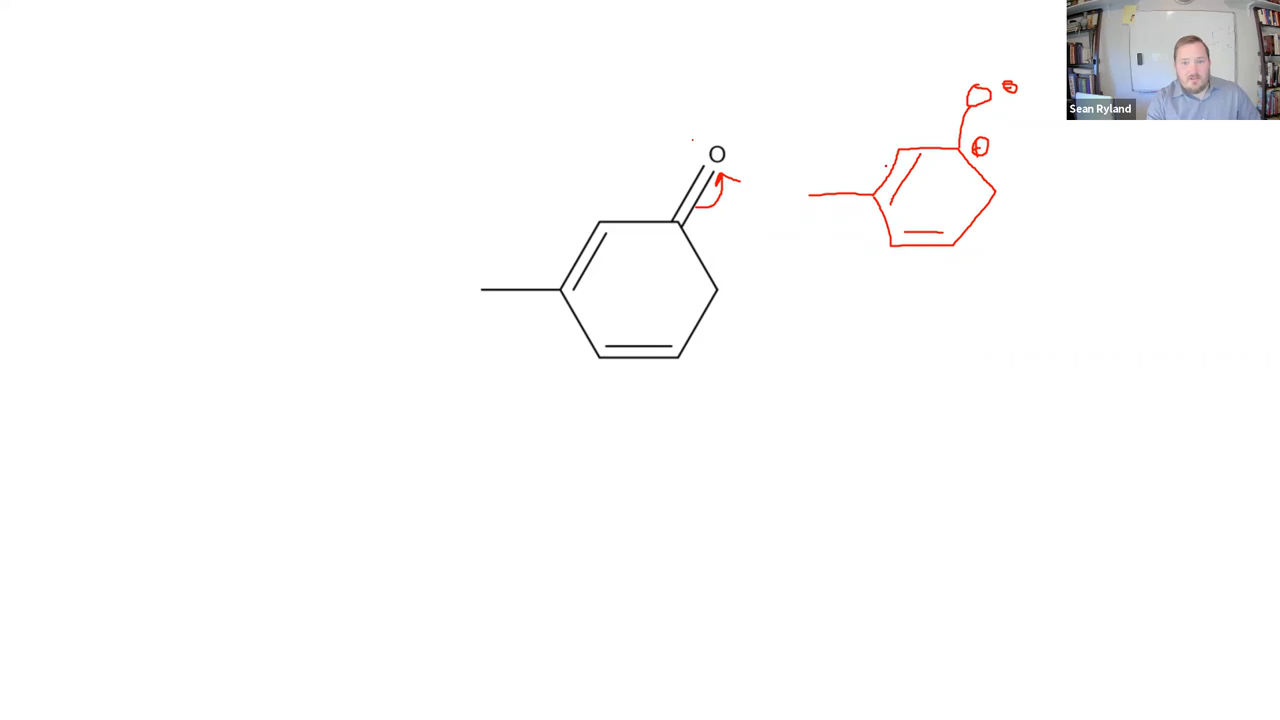 Sean Ryland
O ⊖
O
⊕